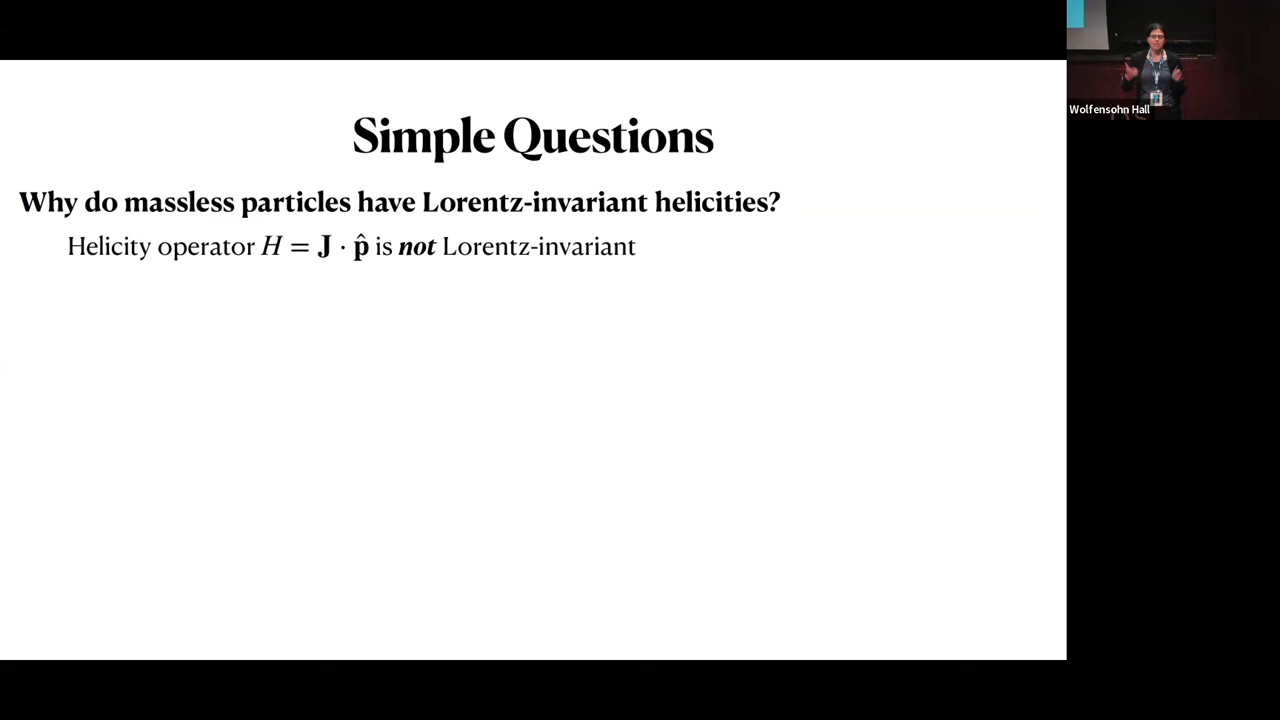 Simple Questions
Why do massless particles have Lorentz-invariant helicities?
Helicity operator H = J · p̂ is not Lorentz-invariant
Wolfensohn Hall